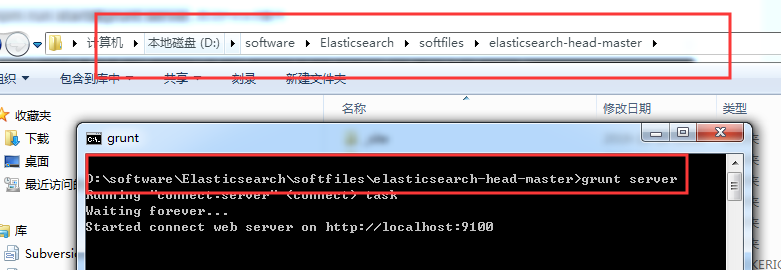 计算机 本地磁盘 (D:) software Elasticsearch softfiles elasticsearch-head-master
组织 包含到库中 共享 刻录 新建文件夹
收藏夹
下载
桌面
最近访问的
库
Subversio
名称 修改日期 类型
grunt
D:\software\Elasticsearch\softfiles\elasticsearch-head-master>grunt server
Running "connect:server" (connect) task
Waiting forever...
Started connect web server on http://localhost:9100